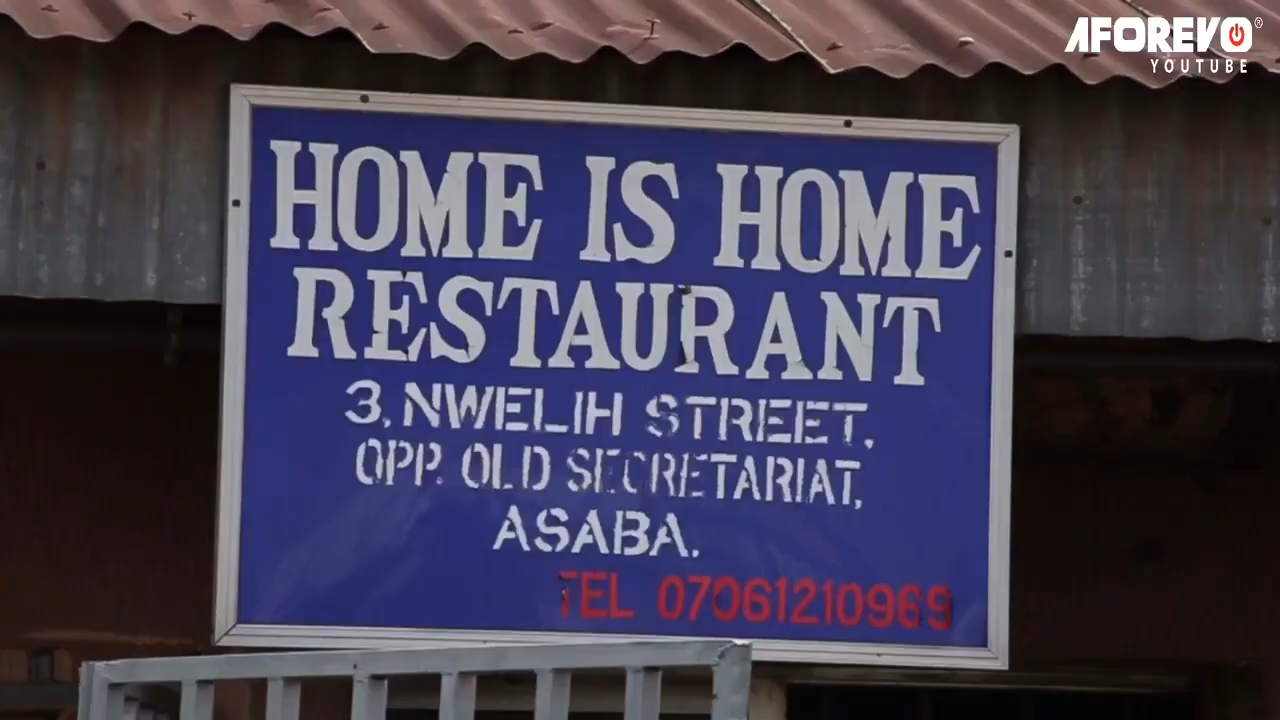 AFOREVO®
YOUTUBE
HOME IS HOME
RESTAURANT
3, NWELIH STREET,
OPP. OLD SECRETARIAT,
ASABA.
TEL 07061210969